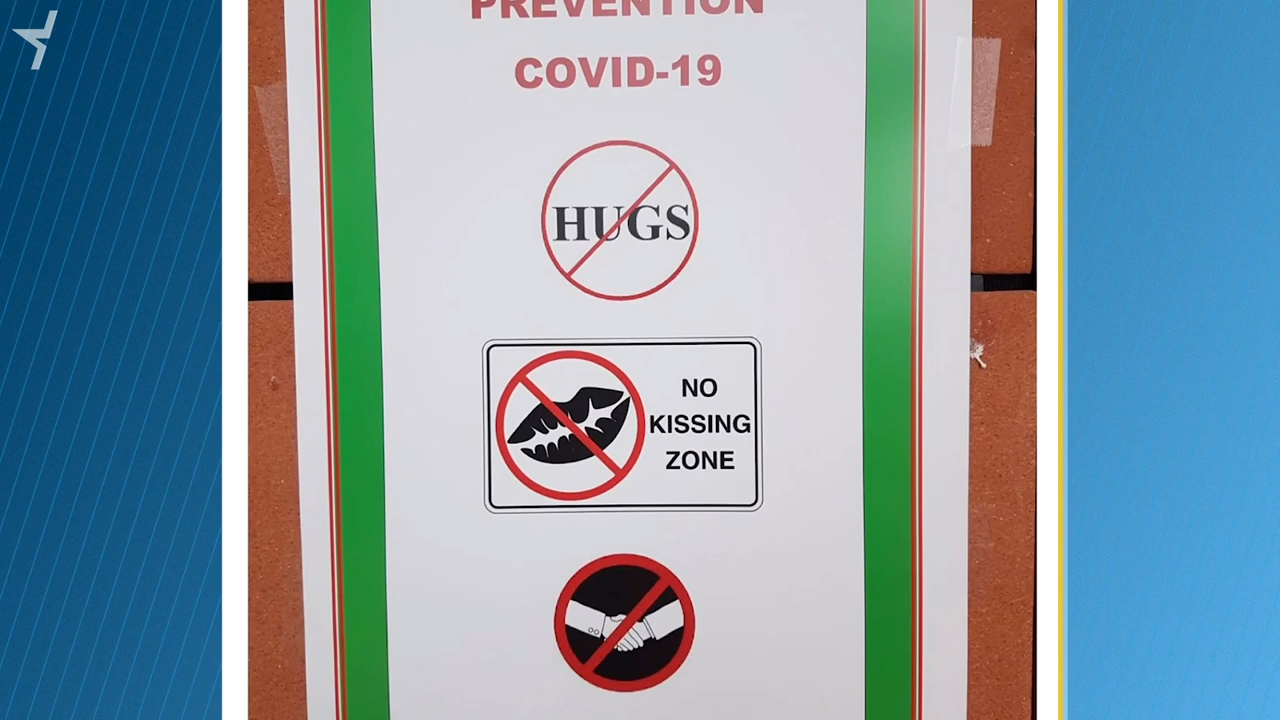 PREVENTION
COVID-19
HUGS
NO
KISSING
ZONE